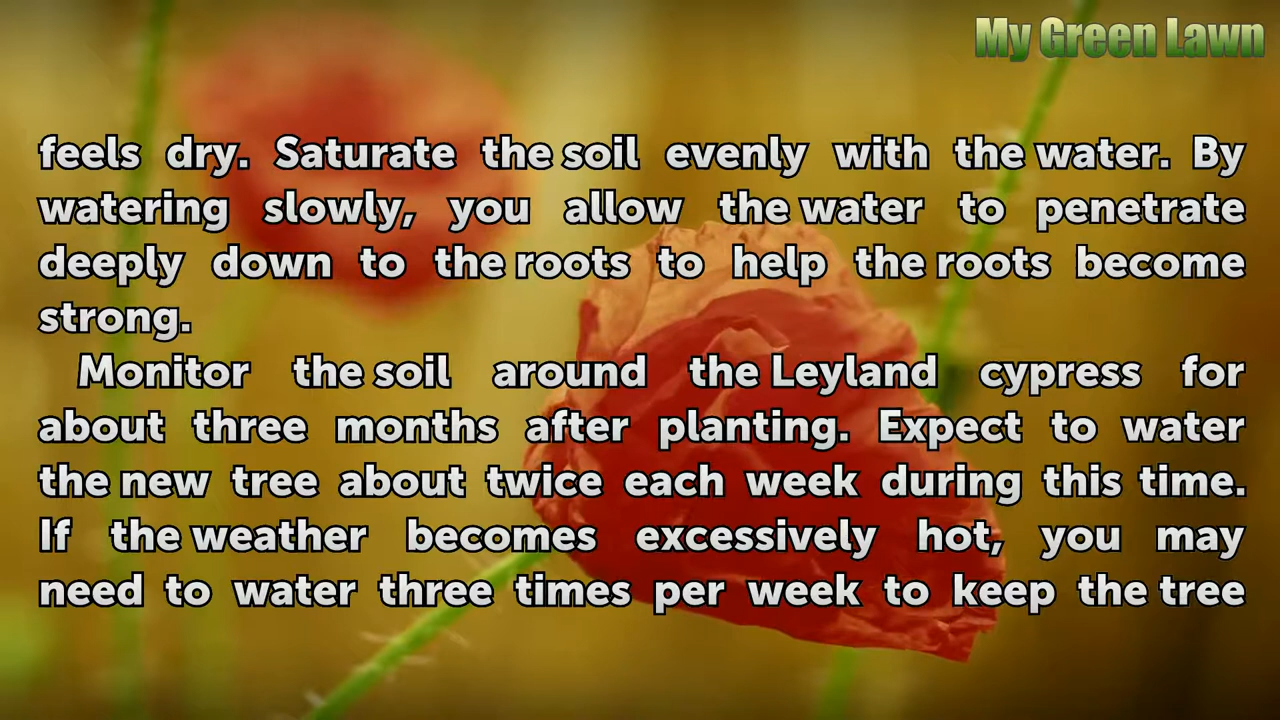 My Green Lawn
feels dry. Saturate the soil evenly with the water. By
watering slowly, you allow the water to penetrate
deeply down to the roots to help the roots become
strong.
Monitor the soil around the Leyland cypress for
about three months after planting. Expect to water
the new tree about twice each week during this time.
If the weather becomes excessively hot, you may
need to water three times per week to keep the tree